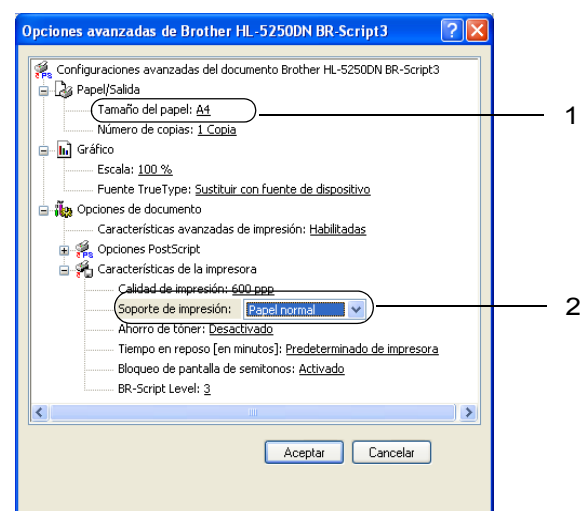 Opciones avanzadas de Brother HL-5250DN BR-Script3
Configuraciones avanzadas del documento Brother HL-5250DN BR-Script3
Papel/Salida
Tamaño del papel: A4
1
Número de copias: 1 Copia
Gráfico
Escala: 100 %
Fuente TrueType: Sustituir con fuente de dispositivo
Opciones de documento
Características avanzadas de impresión: Habilitadas
Opciones PostScript
Características de la impresora
Calidad de impresión: 600 ppp
Soporte de impresión: Papel normal
2
Ahorro de tóner: Desactivado
Tiempo en reposo [en minutos]: Predeterminado de impresora
Bloqueo de pantalla de semitonos: Activado
BR-Script Level: 3
Aceptar Cancelar